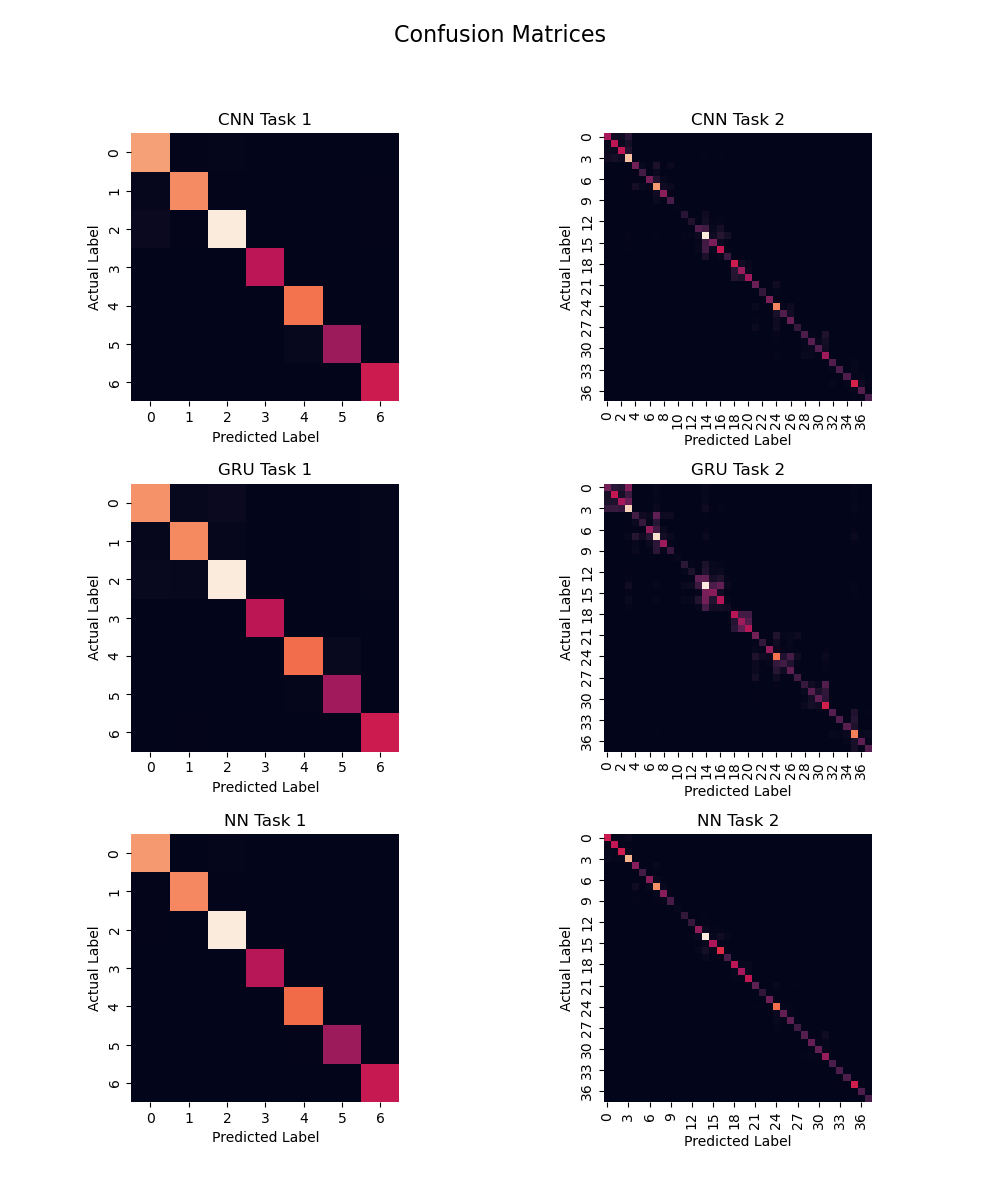 Confusion Matrices
CNN Task 1
Actual Label
0
1
2
3
4
5
6
0 1 2 3 4 5 6
Predicted Label
CNN Task 2
Actual Label
0
3
6
9
12
15
18
21
24
27
30
33
36
0 2 4 6 8 10 12 14 16 18 20 22 24 26 28 30 32 34 36
Predicted Label
GRU Task 1
Actual Label
0
1
2
3
4
5
6
0 1 2 3 4 5 6
Predicted Label
GRU Task 2
Actual Label
0
3
6
9
12
15
18
21
24
27
30
33
36
0 2 4 6 8 10 12 14 16 18 20 22 24 26 28 30 32 34 36
Predicted Label
NN Task 1
Actual Label
0
1
2
3
4
5
6
0 1 2 3 4 5 6
Predicted Label
NN Task 2
Actual Label
0
3
6
9
12
15
18
21
24
27
30
33
36
0 3 6 9 12 15 18 21 24 27 30 33 36
Predicted Label